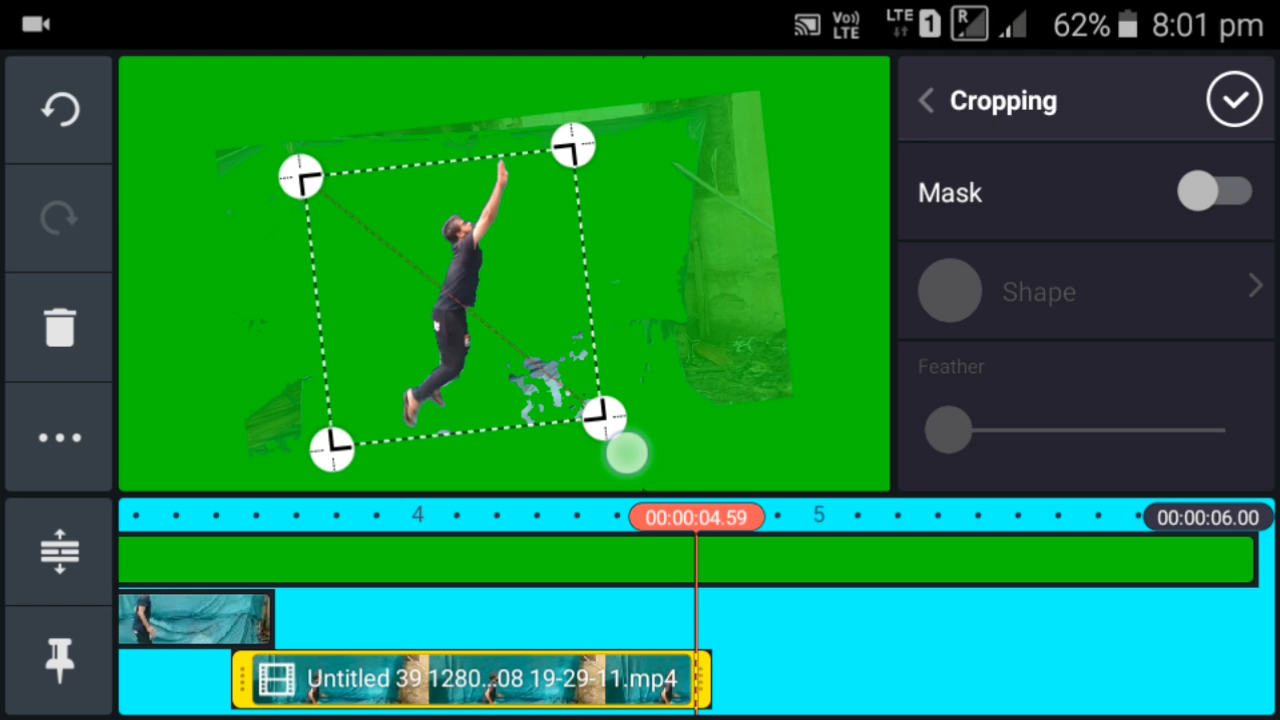 Vo))
LTE
LTE
1
R
62%
8:01 pm
Cropping
Mask
Shape
Feather
4
00:00:04.59
5
00:00:06.00
Untitled 39 1280...08 19-29-11.mp4